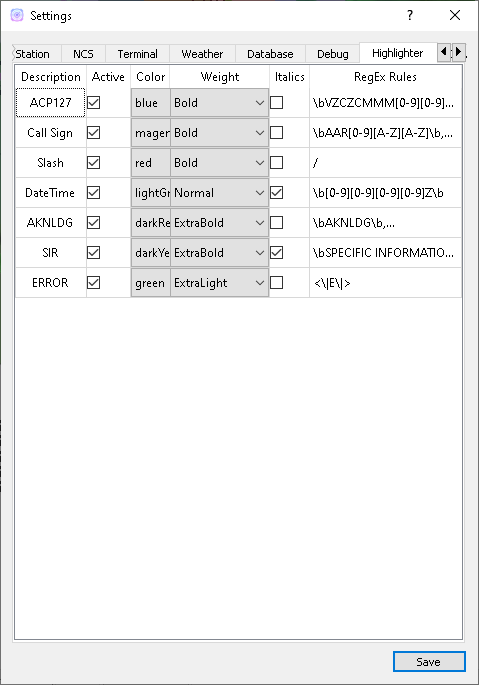 Settings
Station NCS Terminal Weather Database Debug Highlighter
Description Active Color Weight Italics RegEx Rules
ACP127 blue Bold \bVZCZCMMM[0-9][0-9]...
Call Sign mager Bold \bAAR[0-9][A-Z][A-Z]\b,...
Slash red Bold /
DateTime lightGr Normal \b[0-9][0-9][0-9][0-9]Z\b
AKNLDG darkRe ExtraBold \bAKNLDG\b,...
SIR darkYe ExtraBold \bSPECIFIC INFORMATIO...
ERROR green ExtraLight <\|E\|>
Save